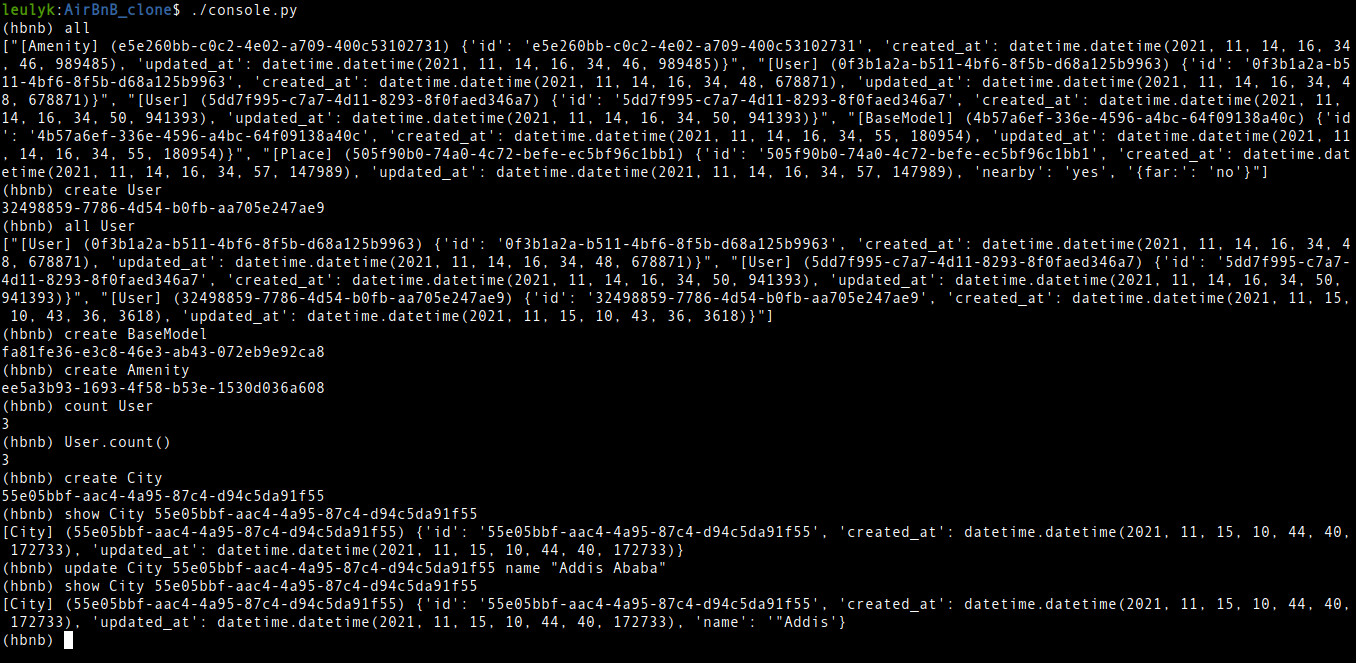 leulyk:AirBnB_clone$ ./console.py
(hbnb) all
["[Amenity] (e5e260bb-c0c2-4e02-a709-400c53102731) {'id': 'e5e260bb-c0c2-4e02-a709-400c53102731', 'created_at': datetime.datetime(2021, 11, 14, 16, 34
, 46, 989485), 'updated_at': datetime.datetime(2021, 11, 14, 16, 34, 46, 989485)}", "[User] (0f3b1a2a-b511-4bf6-8f5b-d68a125b9963) {'id': '0f3b1a2a-b5
11-4bf6-8f5b-d68a125b9963', 'created_at': datetime.datetime(2021, 11, 14, 16, 34, 48, 678871), 'updated_at': datetime.datetime(2021, 11, 14, 16, 34, 4
8, 678871)}", "[User] (5dd7f995-c7a7-4d11-8293-8f0faed346a7) {'id': '5dd7f995-c7a7-4d11-8293-8f0faed346a7', 'created_at': datetime.datetime(2021, 11,
14, 16, 34, 50, 941393), 'updated_at': datetime.datetime(2021, 11, 14, 16, 34, 50, 941393)}", "[BaseModel] (4b57a6ef-336e-4596-a4bc-64f09138a40c) {'id
': '4b57a6ef-336e-4596-a4bc-64f09138a40c', 'created_at': datetime.datetime(2021, 11, 14, 16, 34, 55, 180954), 'updated_at': datetime.datetime(2021, 11
, 14, 16, 34, 55, 180954)}", "[Place] (505f90b0-74a0-4c72-befe-ec5bf96c1bb1) {'id': '505f90b0-74a0-4c72-befe-ec5bf96c1bb1', 'created_at': datetime.dat
etime(2021, 11, 14, 16, 34, 57, 147989), 'updated_at': datetime.datetime(2021, 11, 14, 16, 34, 57, 147989), 'nearby': 'yes', '{far:': 'no'}"]
(hbnb) create User
32498859-7786-4d54-b0fb-aa705e247ae9
(hbnb) all User
["[User] (0f3b1a2a-b511-4bf6-8f5b-d68a125b9963) {'id': '0f3b1a2a-b511-4bf6-8f5b-d68a125b9963', 'created_at': datetime.datetime(2021, 11, 14, 16, 34, 4
8, 678871), 'updated_at': datetime.datetime(2021, 11, 14, 16, 34, 48, 678871)}", "[User] (5dd7f995-c7a7-4d11-8293-8f0faed346a7) {'id': '5dd7f995-c7a7-
4d11-8293-8f0faed346a7', 'created_at': datetime.datetime(2021, 11, 14, 16, 34, 50, 941393), 'updated_at': datetime.datetime(2021, 11, 14, 16, 34, 50,
941393)}", "[User] (32498859-7786-4d54-b0fb-aa705e247ae9) {'id': '32498859-7786-4d54-b0fb-aa705e247ae9', 'created_at': datetime.datetime(2021, 11, 15,
 10, 43, 36, 3618), 'updated_at': datetime.datetime(2021, 11, 15, 10, 43, 36, 3618)}"]
(hbnb) create BaseModel
fa81fe36-e3c8-46e3-ab43-072eb9e92ca8
(hbnb) create Amenity
ee5a3b93-1693-4f58-b53e-1530d036a608
(hbnb) count User
3
(hbnb) User.count()
3
(hbnb) create City
55e05bbf-aac4-4a95-87c4-d94c5da91f55
(hbnb) show City 55e05bbf-aac4-4a95-87c4-d94c5da91f55
[City] (55e05bbf-aac4-4a95-87c4-d94c5da91f55) {'id': '55e05bbf-aac4-4a95-87c4-d94c5da91f55', 'created_at': datetime.datetime(2021, 11, 15, 10, 44, 40,
 172733), 'updated_at': datetime.datetime(2021, 11, 15, 10, 44, 40, 172733)}
(hbnb) update City 55e05bbf-aac4-4a95-87c4-d94c5da91f55 name "Addis Ababa"
(hbnb) show City 55e05bbf-aac4-4a95-87c4-d94c5da91f55
[City] (55e05bbf-aac4-4a95-87c4-d94c5da91f55) {'id': '55e05bbf-aac4-4a95-87c4-d94c5da91f55', 'created_at': datetime.datetime(2021, 11, 15, 10, 44, 40,
 172733), 'updated_at': datetime.datetime(2021, 11, 15, 10, 44, 40, 172733), 'name': '"Addis'}
(hbnb)